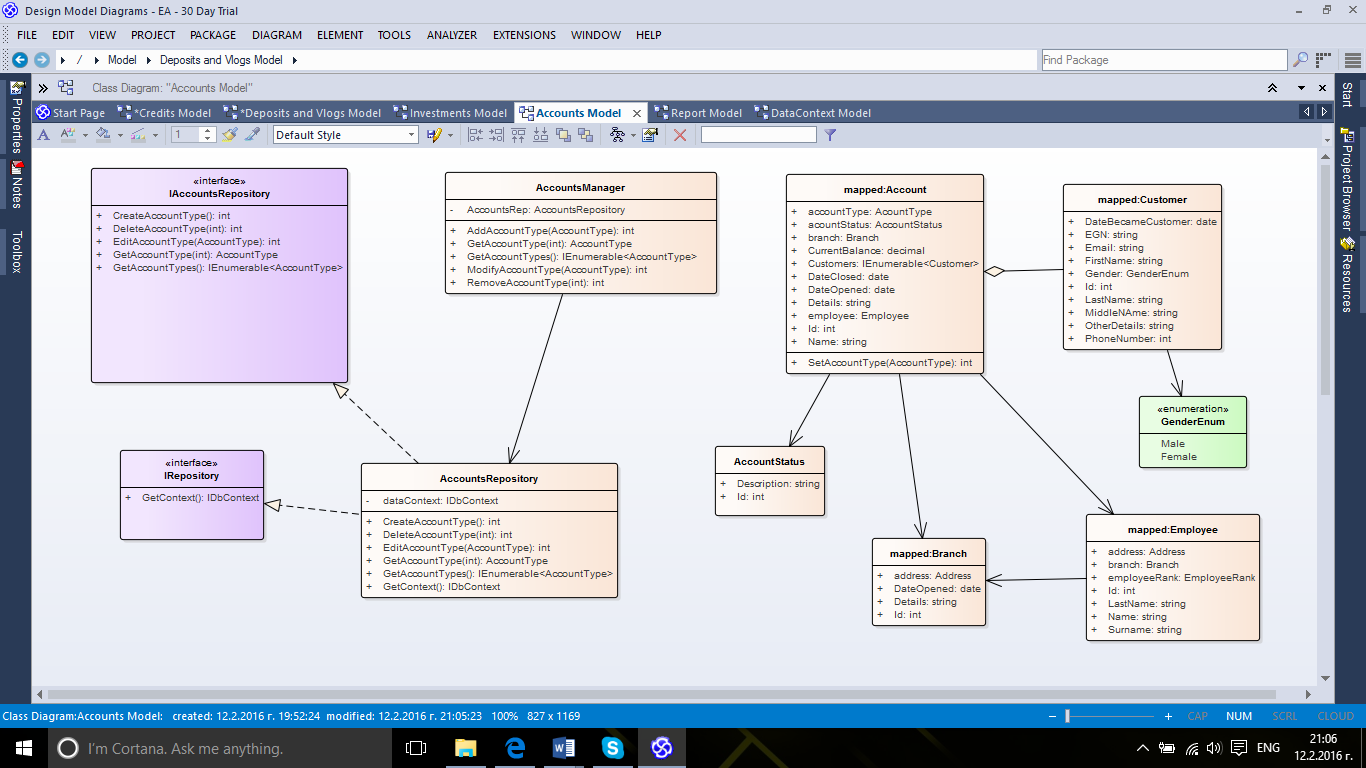 Design Model Diagrams - EA - 30 Day Trial
FILE EDIT VIEW PROJECT PACKAGE DIAGRAM ELEMENT TOOLS ANALYZER EXTENSIONS WINDOW HELP
/ Model Deposits and Vlogs Model
Find Package
Class Diagram: "Accounts Model"
Start Page *Credits Model *Deposits and Vlogs Model Investments Model Accounts Model Report Model DataContext Model
1 Default Style
Properties
Notes
Toolbox
«interface»
IAccountsRepository
+ CreateAccountType(): int
+ DeleteAccountType(int): int
+ EditAccountType(AccountType): int
+ GetAccountType(int): AccountType
+ GetAccountTypes(): IEnumerable<AccountType>
AccountsManager
- AccountsRep: AccountsRepository
+ AddAccountType(AccountType): int
+ GetAccountType(int): AccountType
+ GetAccountTypes(): IEnumerable<AccountType>
+ ModifyAccountType(AccountType): int
+ RemoveAccountType(int): int
mapped:Account
+ accountType: AcountType
+ acountStatus: AcountStatus
+ branch: Branch
+ CurrentBalance: decimal
+ Customers: IEnumerable<Customer>
+ DateClosed: date
+ DateOpened: date
+ Details: string
+ employee: Employee
+ Id: int
+ Name: string
+ SetAccountType(AccountType): int
mapped:Customer
+ DateBecameCustomer: date
+ EGN: string
+ Email: string
+ FirstName: string
+ Gender: GenderEnum
+ Id: int
+ LastName: string
+ MiddleNAme: string
+ OtherDetails: string
+ PhoneNumber: int
«enumeration»
GenderEnum
Male
Female
«interface»
IRepository
+ GetContext(): IDbContext
AccountsRepository
- dataContext: IDbContext
+ CreateAccountType(): int
+ DeleteAccountType(int): int
+ EditAccountType(AccountType): int
+ GetAccountType(int): AccountType
+ GetAccountTypes(): IEnumerable<AccountType>
+ GetContext(): IDbContext
AccountStatus
+ Description: string
+ Id: int
mapped:Branch
+ address: Address
+ DateOpened: date
+ Details: string
+ Id: int
mapped:Employee
+ address: Address
+ branch: Branch
+ employeeRank: EmployeeRank
+ Id: int
+ LastName: string
+ Name: string
+ Surname: string
Start
Project Browser
Resources
Class Diagram:Accounts Model: created: 12.2.2016 г. 19:52:24 modified: 12.2.2016 г. 21:05:23 100% 827 x 1169
CAP NUM SCRL CLOUD
I'm Cortana. Ask me anything.
ENG
21:06
12.2.2016 г.